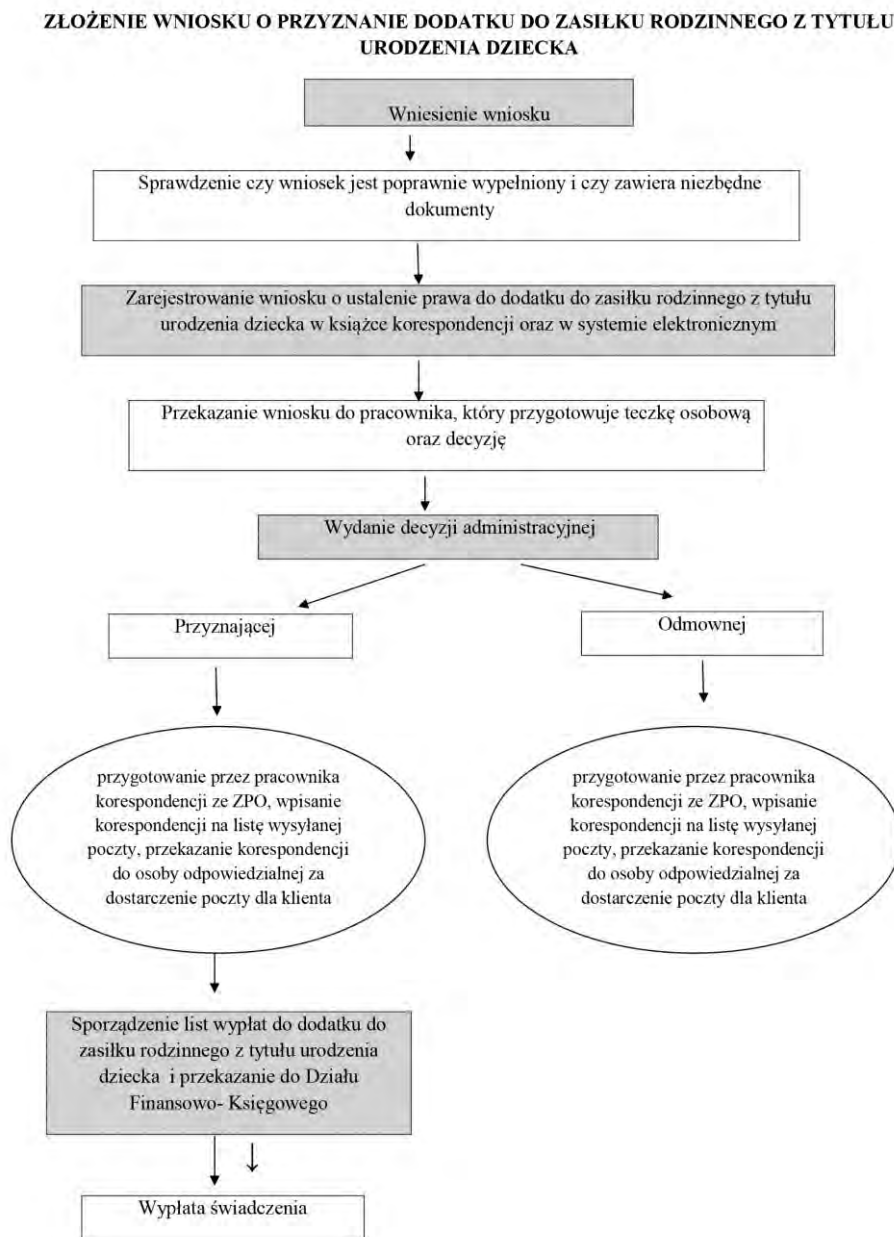 ZŁOŻENIE WNIOSKU O PRZYZNANIE DODATKU DO ZASIŁKU RODZINNEGO Z TYTUŁU
URODZENIA DZIECKA
Wniesienie wniosku
Sprawdzenie czy wniosek jest poprawnie wypełniony i czy zawiera niezbędne
dokumenty
Zarejestrowanie wniosku o ustalenie prawa do dodatku do zasiłku rodzinnego z tytułu
urodzenia dziecka w książce korespondencji oraz w systemie elektronicznym
Przekazanie wniosku do pracownika, który przygotowuje teczkę osobową
oraz decyzję
Wydanie decyzji administracyjnej
Przyznającej
Odmownej
przygotowanie przez pracownika
korespondencji ze ZPO, wpisanie
korespondencji na listę wysyłanej
poczty, przekazanie korespondencji
do osoby odpowiedzialnej za
dostarczenie poczty dla klienta
przygotowanie przez pracownika
korespondencji ze ZPO, wpisanie
korespondencji na listę wysyłanej
poczty, przekazanie korespondencji
do osoby odpowiedzialnej za
dostarczenie poczty dla klienta
Sporządzenie list wypłat do dodatku do
zasiłku rodzinnego z tytułu urodzenia
dziecka i przekazanie do Działu
Finansowo- Księgowego
Wypłata świadczenia